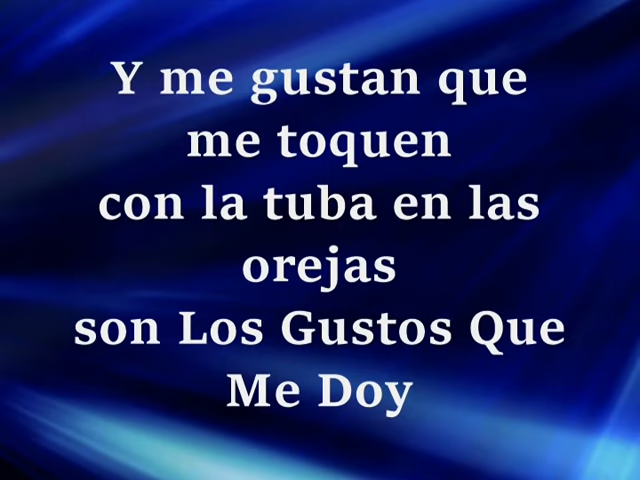 Y me gustan que
me toquen
con la tuba en las
orejas
son Los Gustos Que
Me Doy